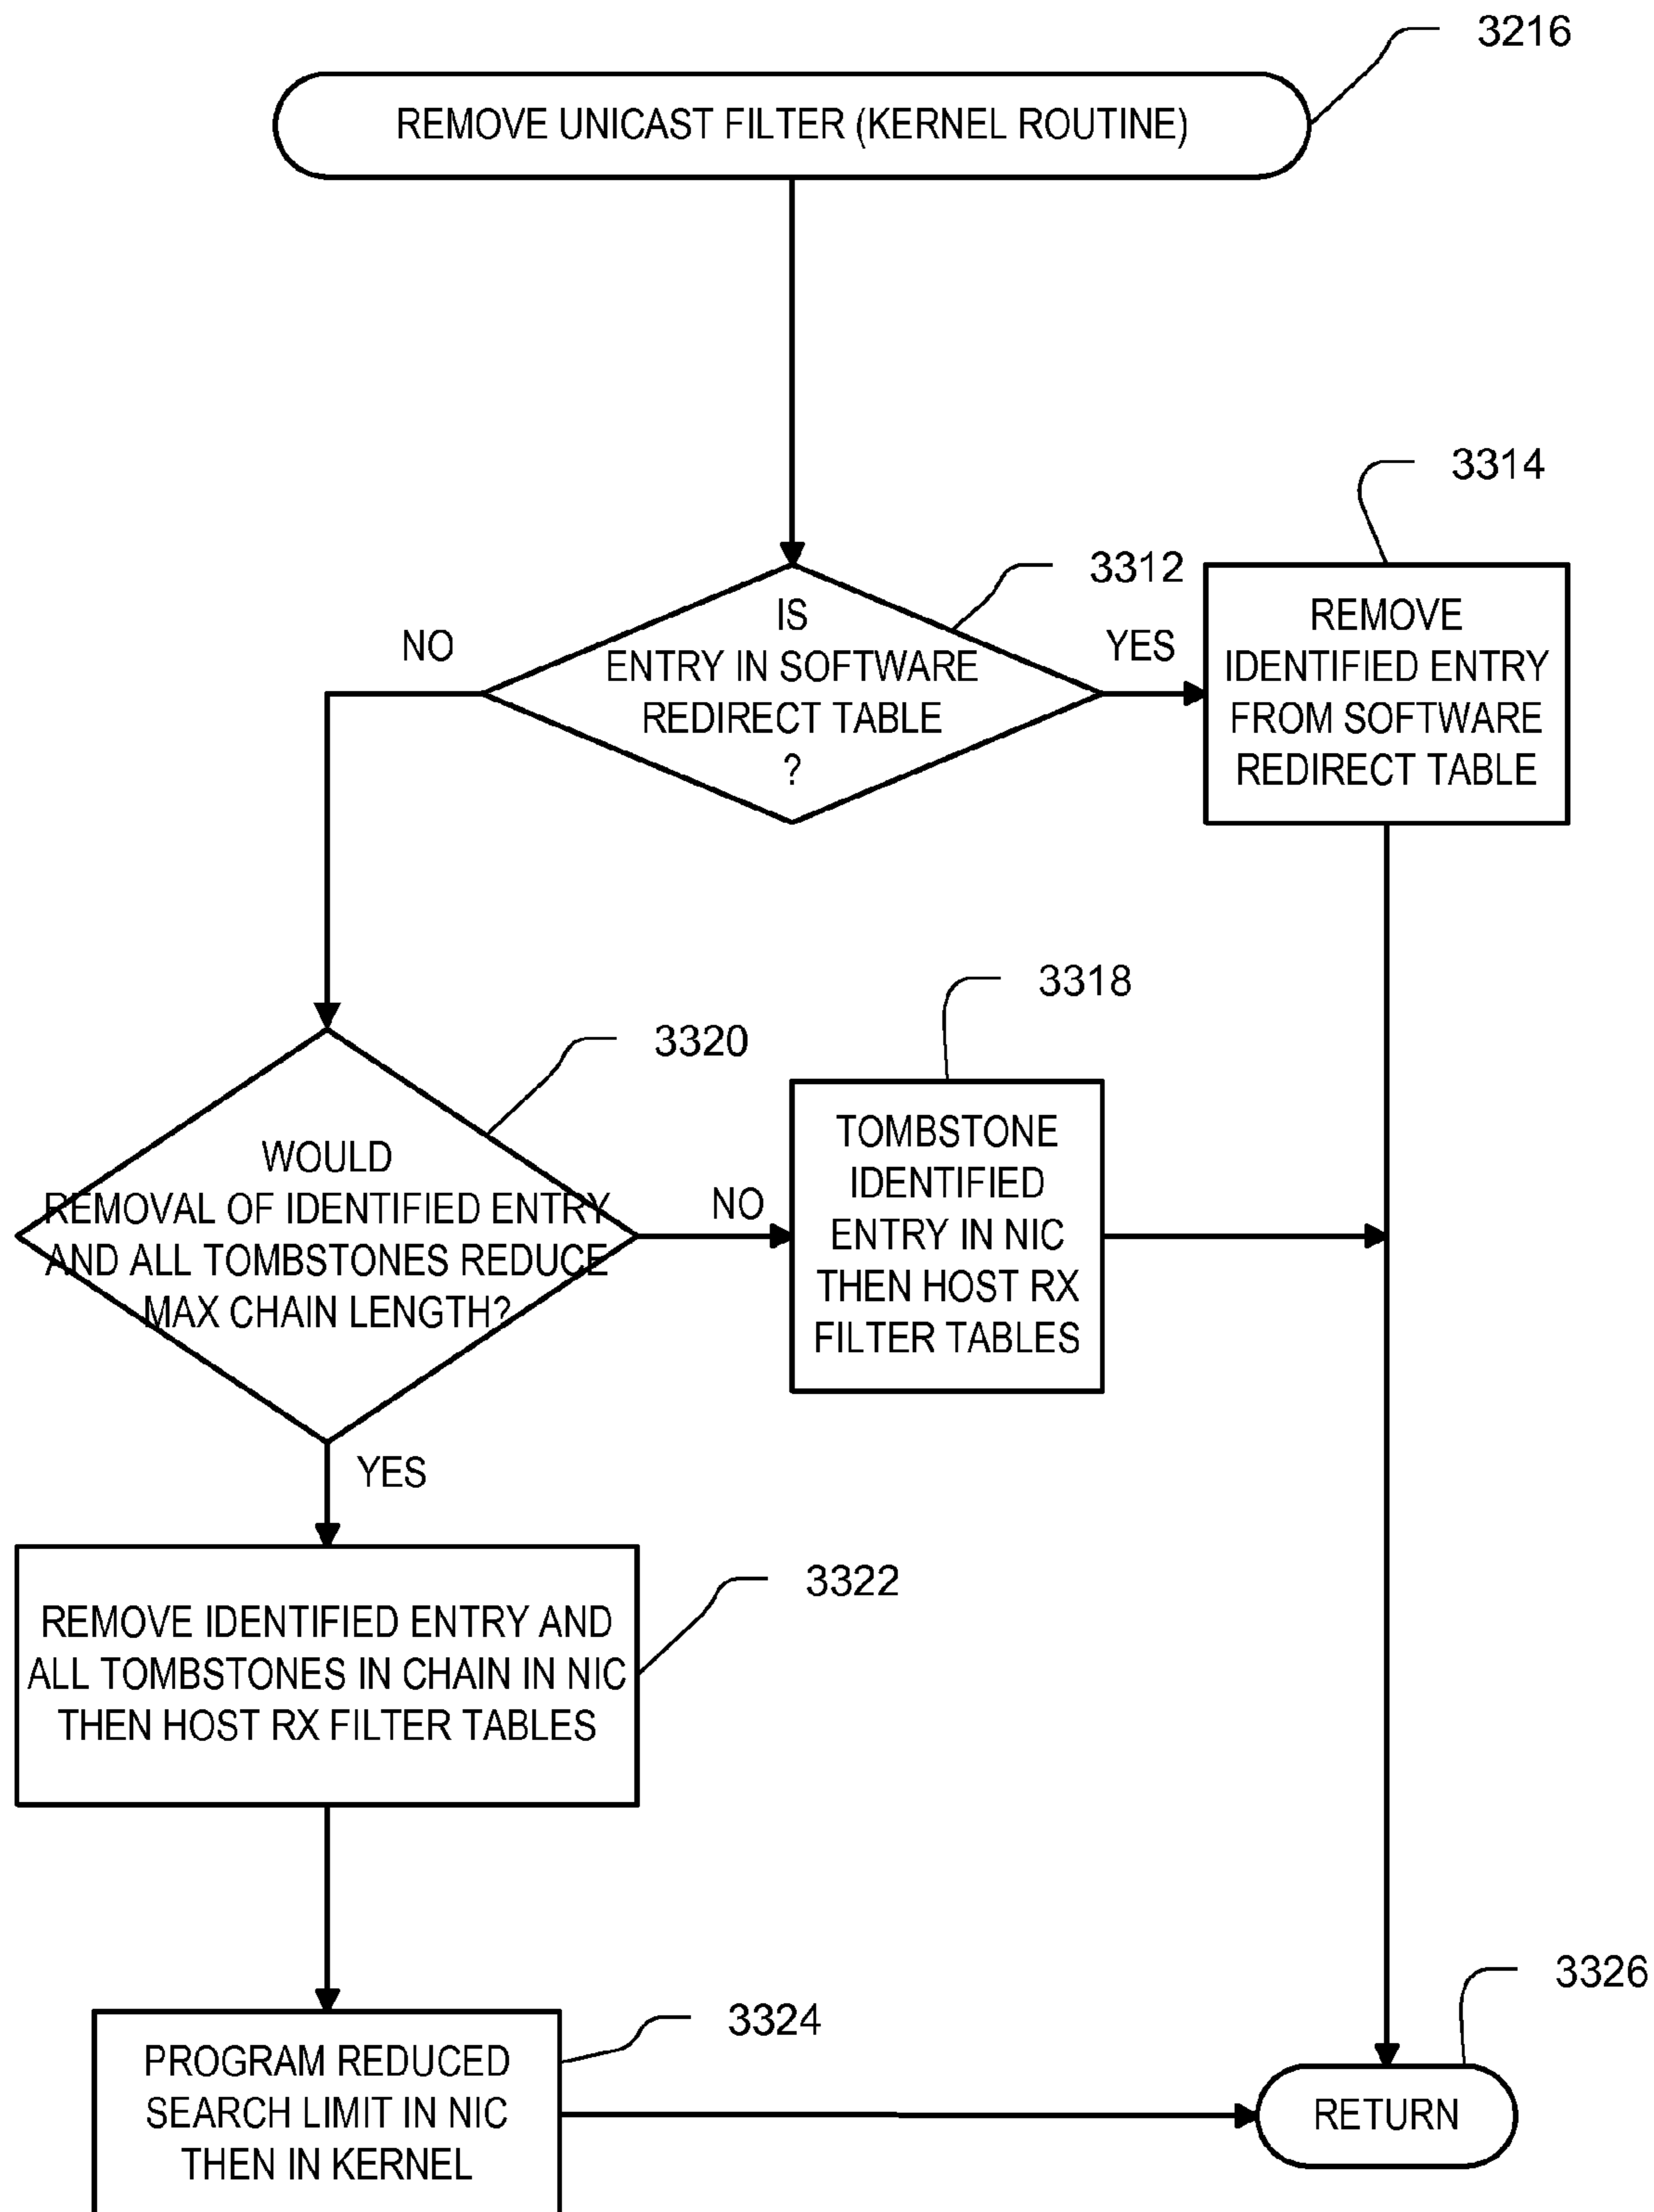 3216
REMOVE UNICAST FILTER (KERNEL ROUTINE)
3314
3312
IS
ENTRY IN SOFTWARE
REDIRECT TABLE
?
NO
YES
REMOVE
IDENTIFIED ENTRY
FROM SOFTWARE
REDIRECT TABLE
3318
3320
WOULD
REMOVAL OF IDENTIFIED ENTRY
AND ALL TOMBSTONES REDUCE
MAX CHAIN LENGTH?
NO
TOMBSTONE
IDENTIFIED
ENTRY IN NIC
THEN HOST RX
FILTER TABLES
YES
3322
REMOVE IDENTIFIED ENTRY AND
ALL TOMBSTONES IN CHAIN IN NIC
THEN HOST RX FILTER TABLES
3326
3324
PROGRAM REDUCED
SEARCH LIMIT IN NIC
THEN IN KERNEL
RETURN